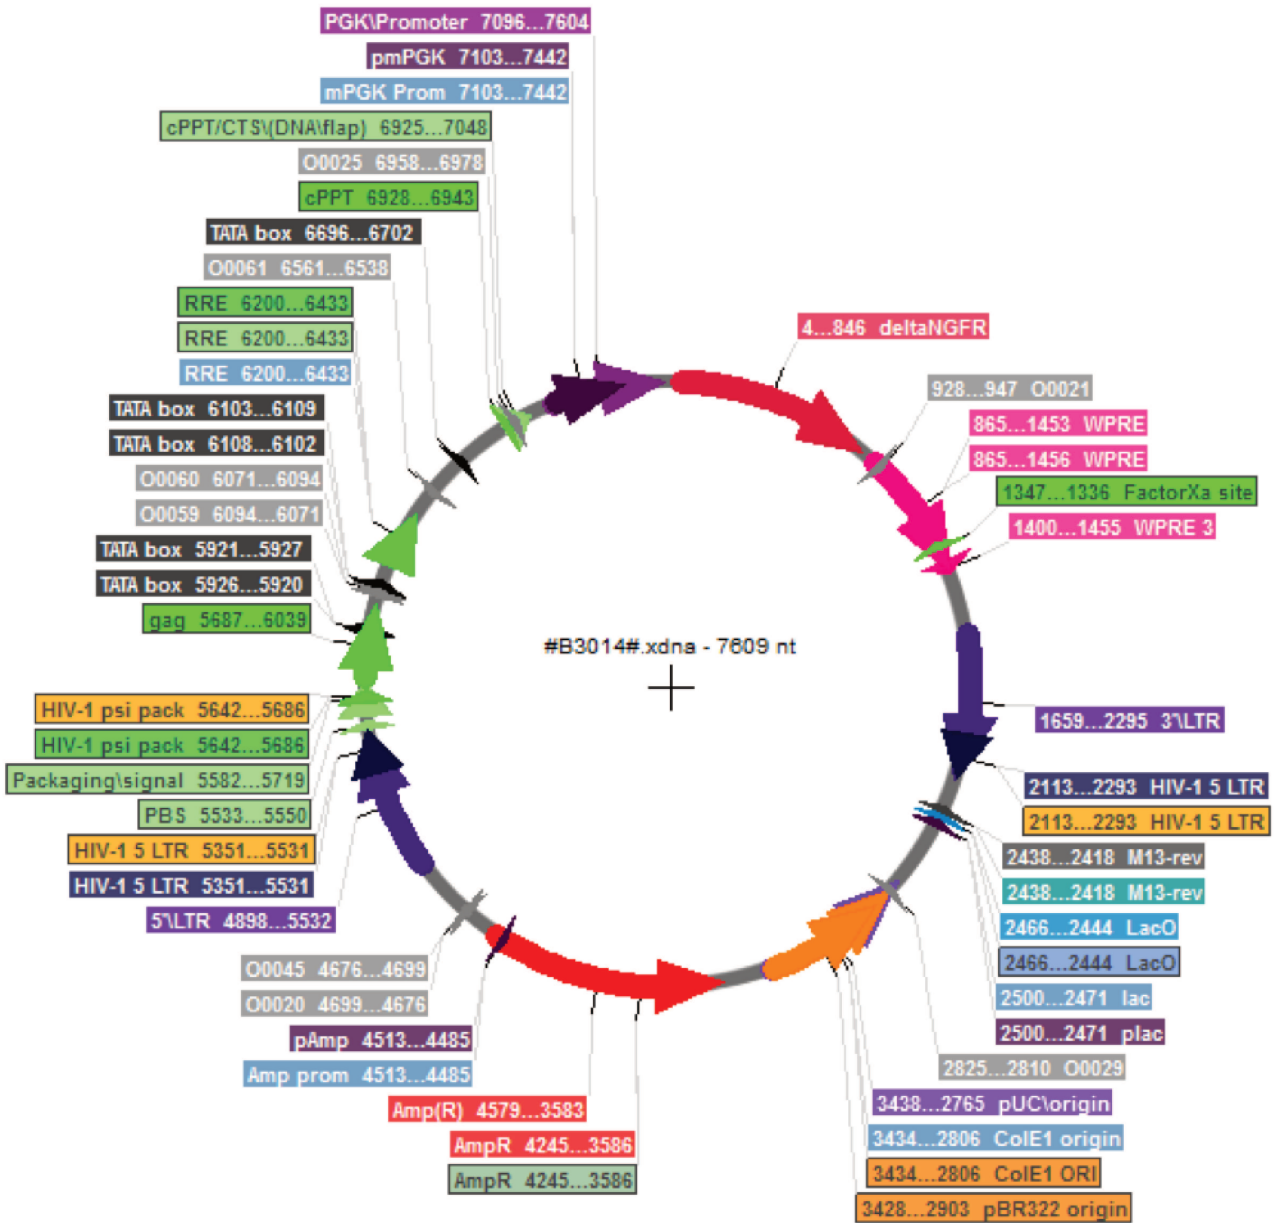 PGK\Promoter 7096...7604
pmPGK 7103...7442
mPGK Prom 7103...7442
cPPT/CTS\(DNA\flap) 6925...7048
O0025 6958...6978
cPPT 6928...6943
TATA box 6696...6702
O0061 6561...6538
RRE 6200...6433
RRE 6200...6433
RRE 6200...6433
TATA box 6103...6109
TATA box 6108...6102
O0060 6071...6094
O0059 6094...6071
TATA box 5921...5927
TATA box 5926...5920
gag 5687...6039
HIV-1 psi pack 5642...5686
HIV-1 psi pack 5642...5686
Packaging\signal 5582...5719
PBS 5533...5550
HIV-1 5 LTR 5351...5531
HIV-1 5 LTR 5351...5531
5'\LTR 4898...5532
O0045 4676...4699
O0020 4699...4676
pAmp 4513...4485
Amp prom 4513...4485
Amp(R) 4579...3583
AmpR 4245...3586
AmpR 4245...3586
#B3014#.xdna - 7609 nt
4...846 deltaNGFR
928...947 O0021
865...1453 WPRE
865...1456 WPRE
1347...1336 FactorXa site
1400...1455 WPRE 3
1659...2295 3'\LTR
2113...2293 HIV-1 5 LTR
2113...2293 HIV-1 5 LTR
2438...2418 M13-rev
2438...2418 M13-rev
2466...2444 LacO
2466...2444 LacO
2500...2471 lac
2500...2471 plac
2825...2810 O0029
3438...2765 pUC\origin
3434...2806 ColE1 origin
3434...2806 ColE1 ORI
3428...2903 pBR322 origin